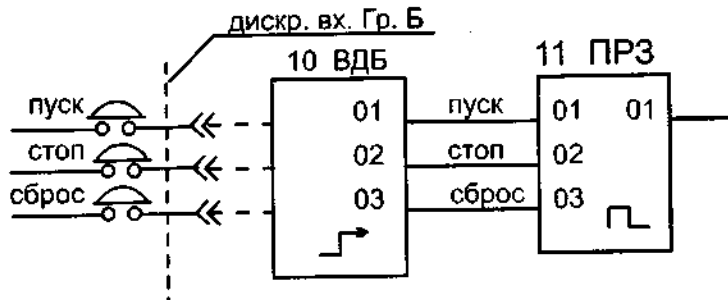 дискр. вх. Гр. Б
10 ВДБ
11 ПРЗ
пуск
01
пуск
01
01
стоп
02
стоп
02
сброс
03
сброс
03